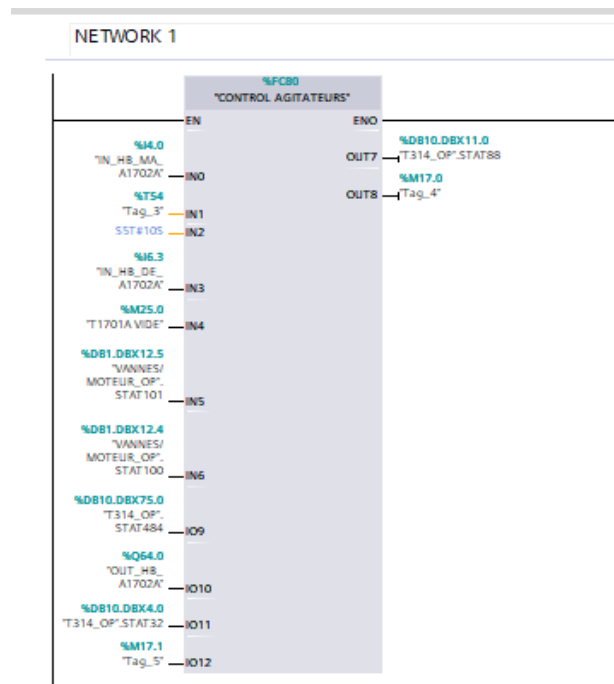 NETWORK 1
%FC80
"CONTROL AGITATEURS"
EN
ENO
%I4.0
"IN_HB_MA_
A1702A"
IN0
%DB10.DBX11.0
OUT7
"T314_OP".STAT88
%T54
"Tag_3"
IN1
%M17.0
OUT8
"Tag_4"
S5T#10S
IN2
%I6.3
"IN_HB_DE_
A1702A"
IN3
%M25.0
"T1701A VIDE"
IN4
%DB1.DBX12.5
"VANNES/
MOTEUR_OP".
STAT101
IN5
%DB1.DBX12.4
"VANNES/
MOTEUR_OP".
STAT100
IN6
%DB10.DBX75.0
"T314_OP".
STAT484
IO9
%Q64.0
"OUT_HB_
A1702A"
IO10
%DB10.DBX4.0
"T314_OP".STAT32
IO11
%M17.1
"Tag_5"
IO12